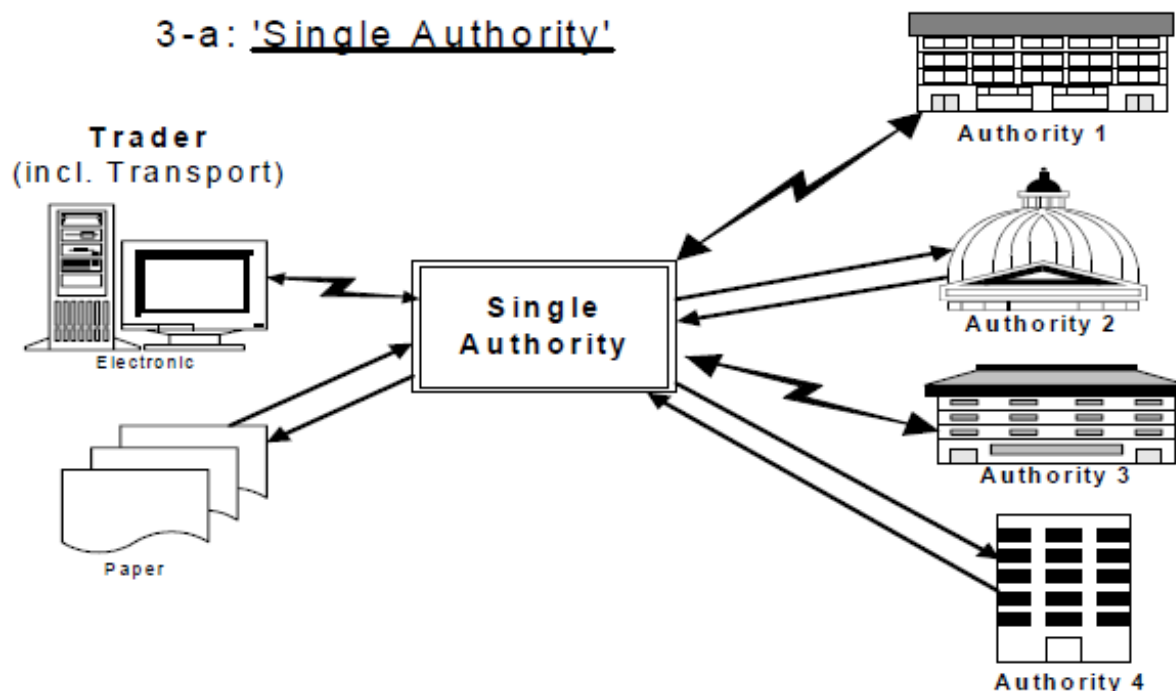 3-a: 'Single Authority'
Trader
(incl. Transport)
Electronic
Paper
Single
Authority
Authority 1
Authority 2
Authority 3
Authority 4